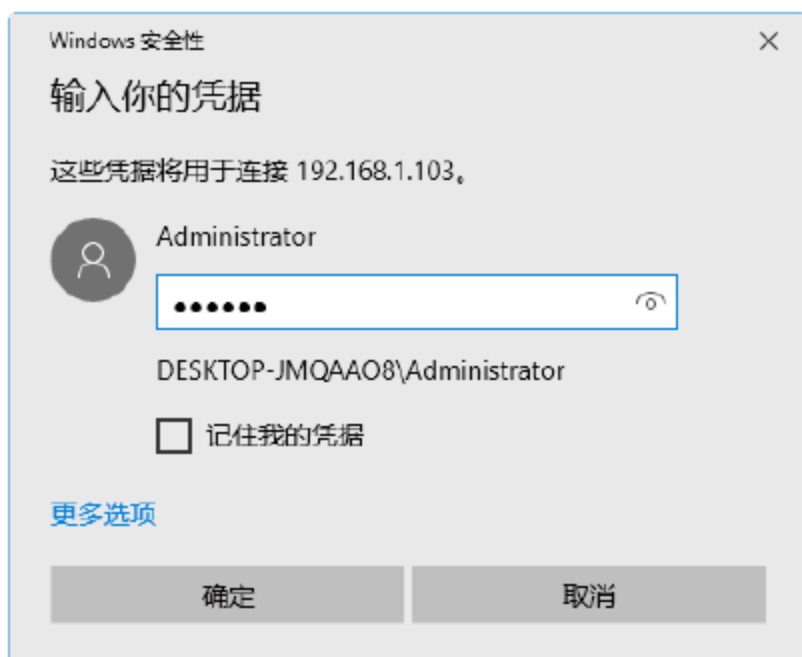 Windows 安全性
输入你的凭据
这些凭据将用于连接 192.168.1.103。
Administrator
••••••
DESKTOP-JMQAAO8\Administrator
记住我的凭据
更多选项
确定
取消